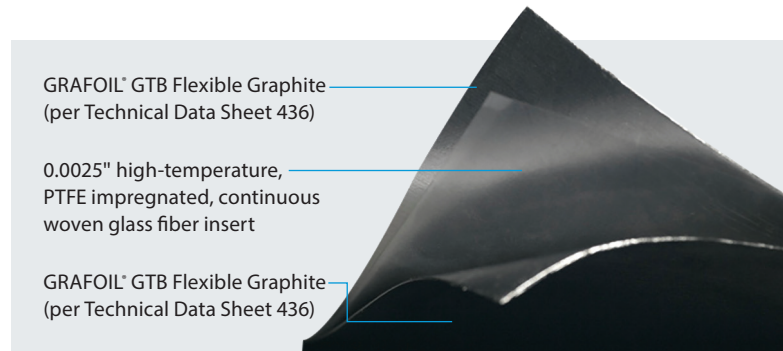 GRAFOIL® GTB Flexible Graphite
(per Technical Data Sheet 436)
0.0025" high-temperature,
PTFE impregnated, continuous
woven glass fiber insert
GRAFOIL® GTB Flexible Graphite
(per Technical Data Sheet 436)